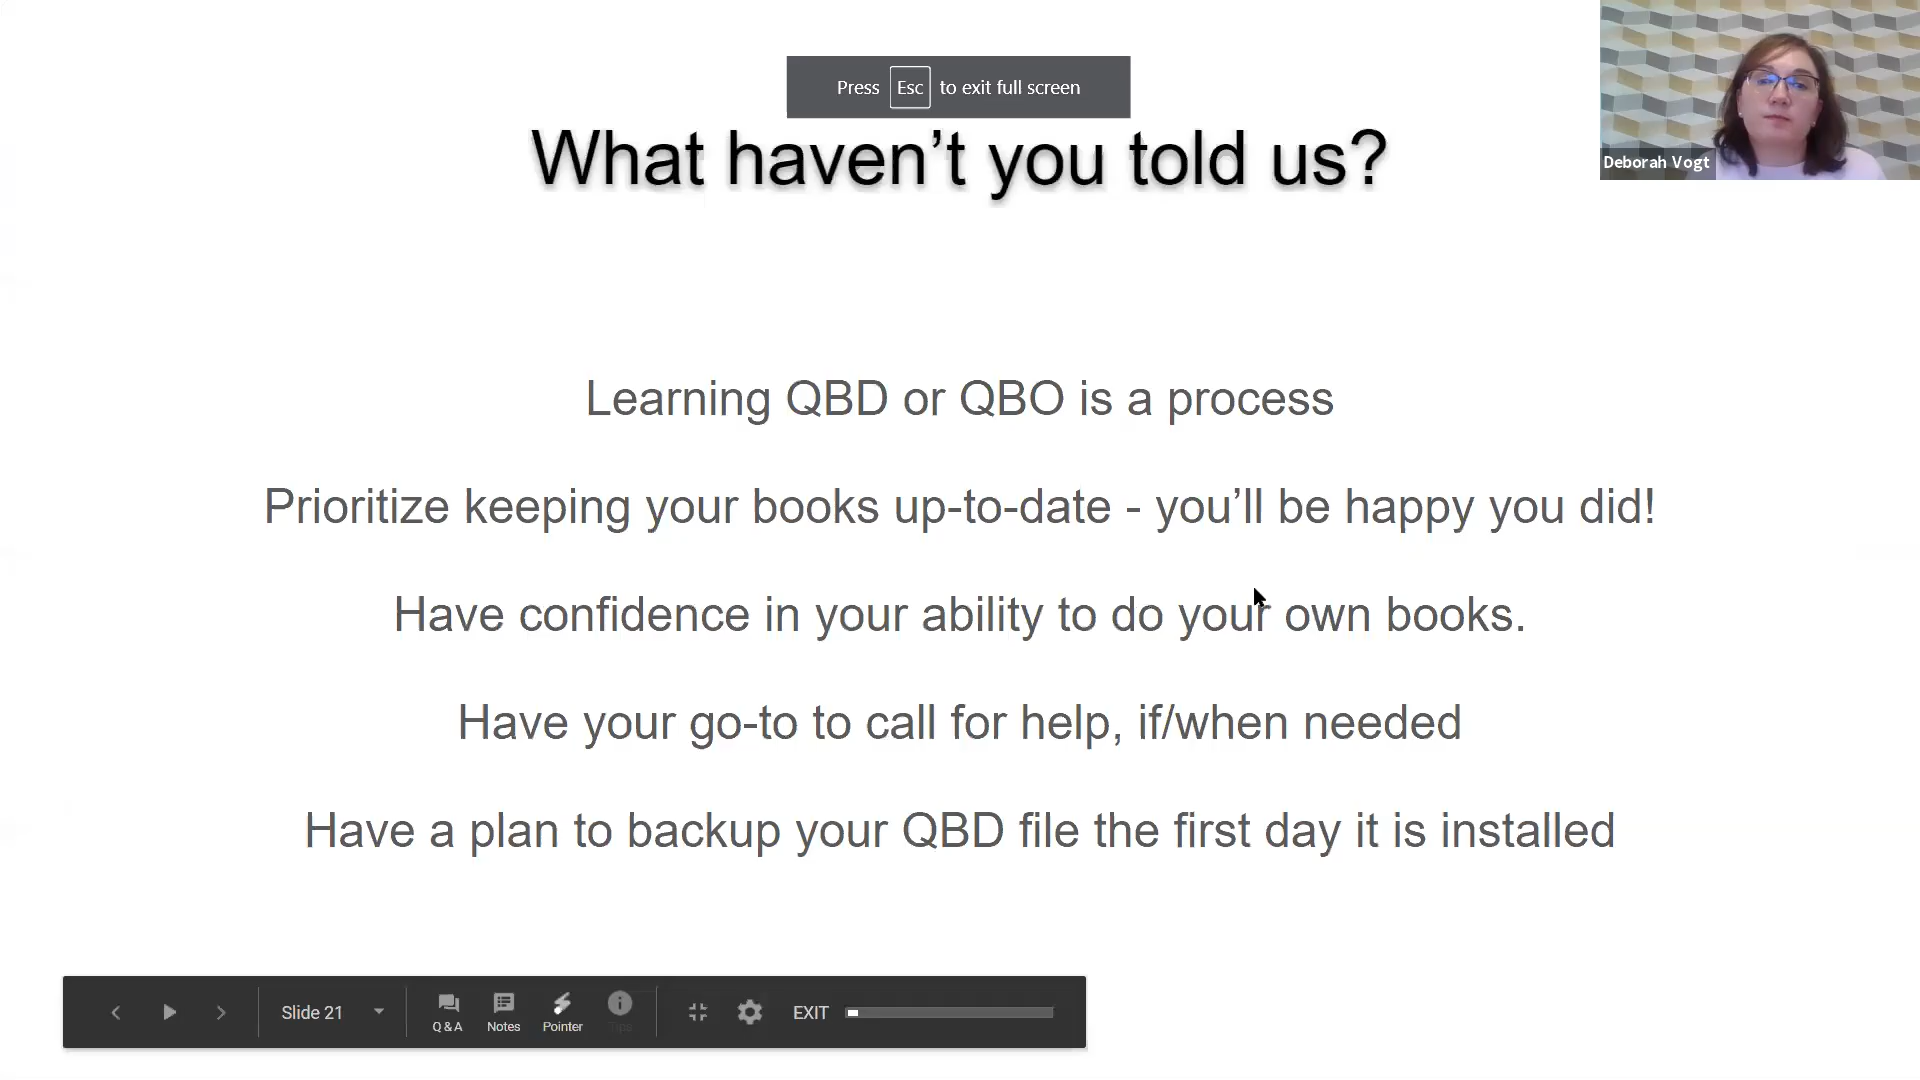 Press Esc to exit full screen
Deborah Vogt
What haven’t you told us?
Learning QBD or QBO is a process
Prioritize keeping your books up-to-date - you’ll be happy you did!
Have confidence in your ability to do your own books.
Have your go-to to call for help, if/when needed
Have a plan to backup your QBD file the first day it is installed
Slide 21
Q & A Notes Pointer Tips
EXIT